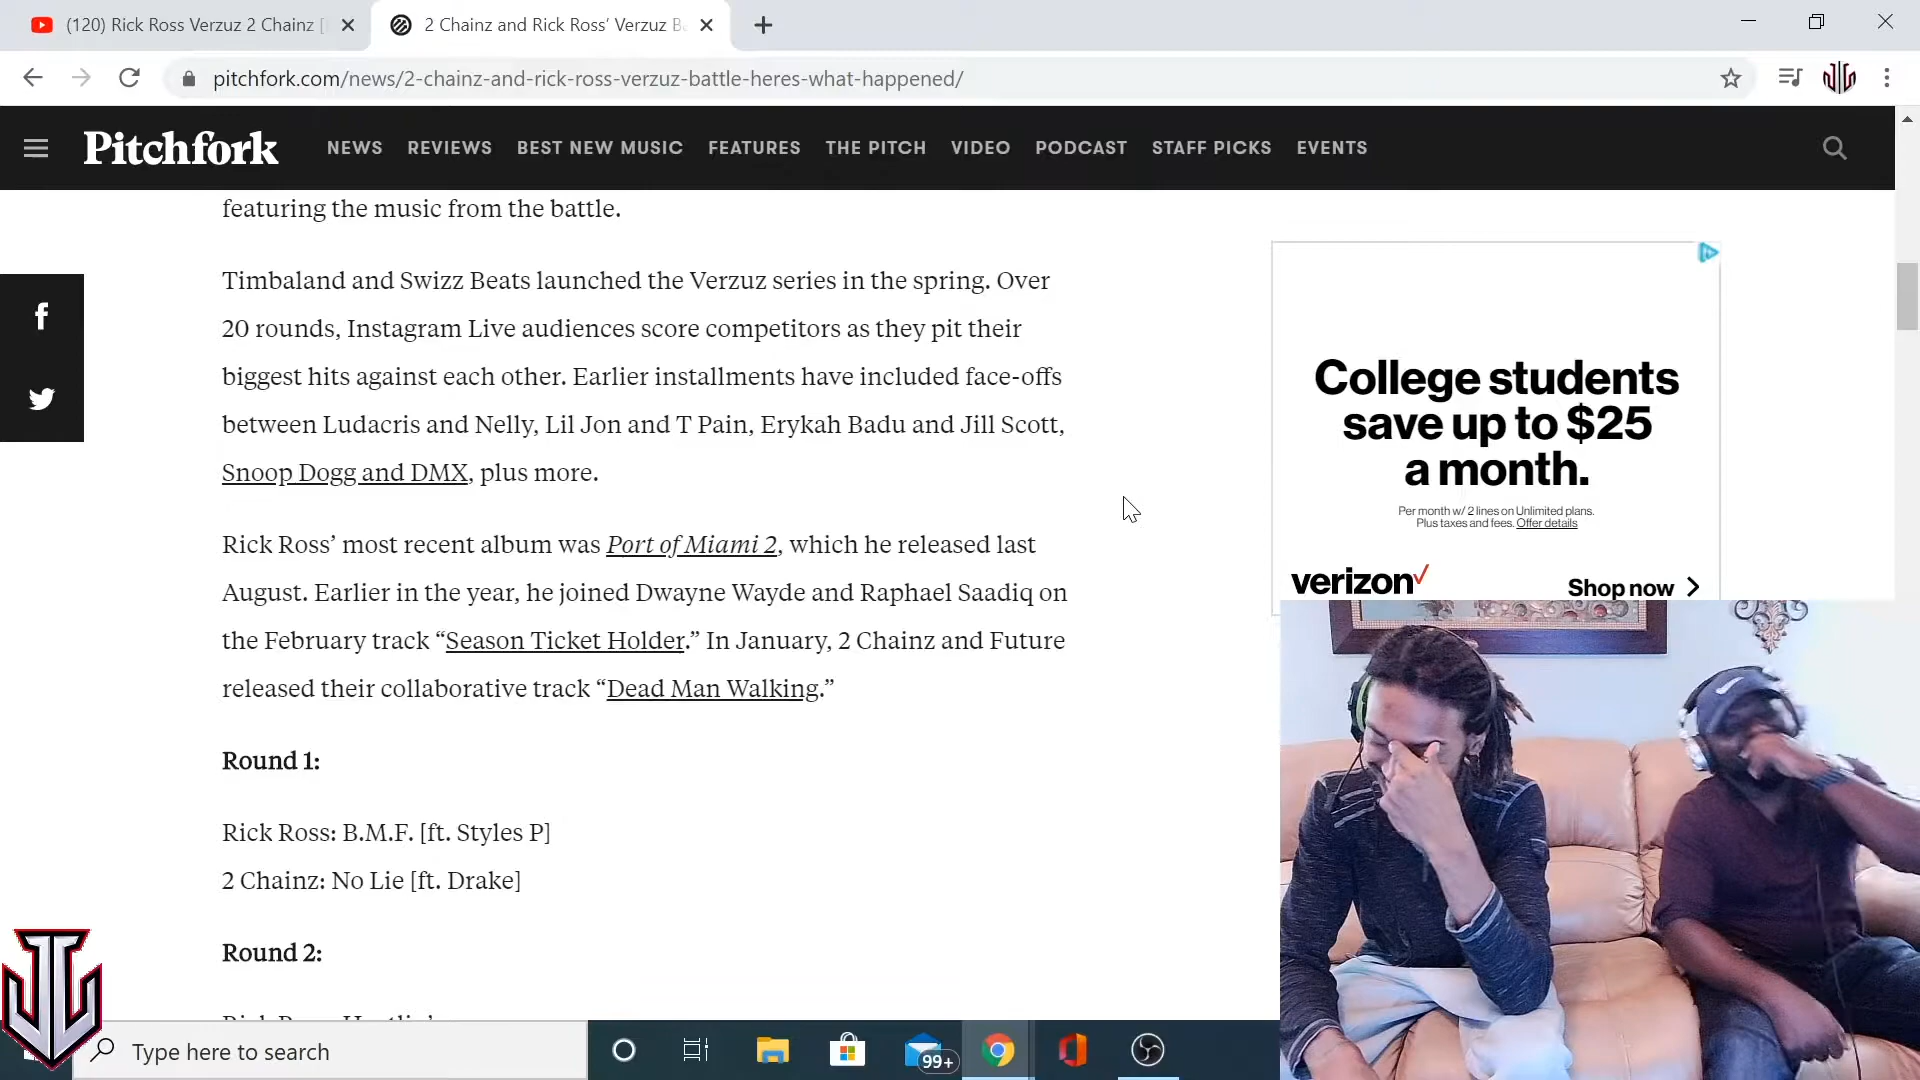 (120) Rick Ross Verzuz 2 Chainz [
2 Chainz and Rick Ross’ Verzuz B
pitchfork.com/news/2-chainz-and-rick-ross-verzuz-battle-heres-what-happened/
Pitchfork
NEWS REVIEWS BEST NEW MUSIC FEATURES THE PITCH VIDEO PODCAST STAFF PICKS EVENTS
featuring the music from the battle.
Timbaland and Swizz Beats launched the Verzuz series in the spring. Over
20 rounds, Instagram Live audiences score competitors as they pit their
biggest hits against each other. Earlier installments have included face-offs
between Ludacris and Nelly, Lil Jon and T Pain, Erykah Badu and Jill Scott,
Snoop Dogg and DMX, plus more.
Rick Ross’ most recent album was Port of Miami 2, which he released last
August. Earlier in the year, he joined Dwayne Wayde and Raphael Saadiq on
the February track “Season Ticket Holder.” In January, 2 Chainz and Future
released their collaborative track “Dead Man Walking.”
Round 1:
Rick Ross: B.M.F. [ft. Styles P]
2 Chainz: No Lie [ft. Drake]
Round 2:
College students
save up to $25
a month.
Per month w/ 2 lines on Unlimited plans.
Plus taxes and fees. Offer details
verizon✓
Shop now
Type here to search
99+